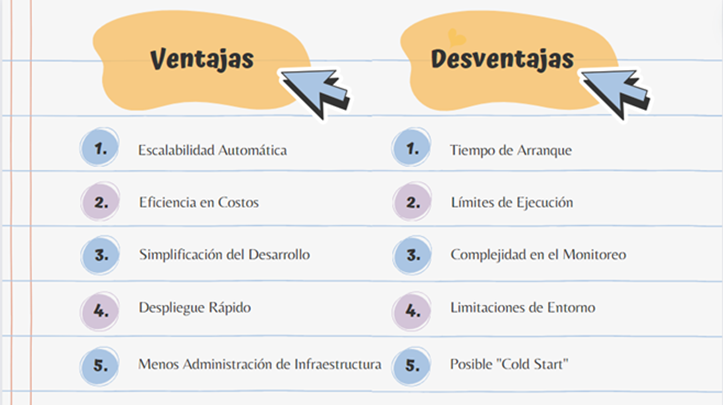 Ventajas
1. Escalabilidad Automática
2. Eficiencia en Costos
3. Simplificación del Desarrollo
4. Despliegue Rápido
5. Menos Administración de Infraestructura
Desventajas
1. Tiempo de Arranque
2. Límites de Ejecución
3. Complejidad en el Monitoreo
4. Limitaciones de Entorno
5. Posible "Cold Start"